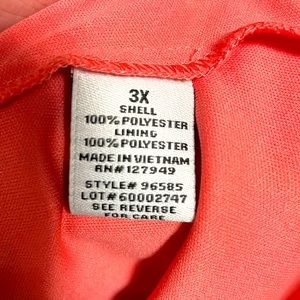 3X
SHELL
100% POLYESTER
LINING
100% POLYESTER
MADE IN VIETNAM
RN# 127949
STYLE# 96585
LOT# 60002747
SEE REVERSE
FOR CARE